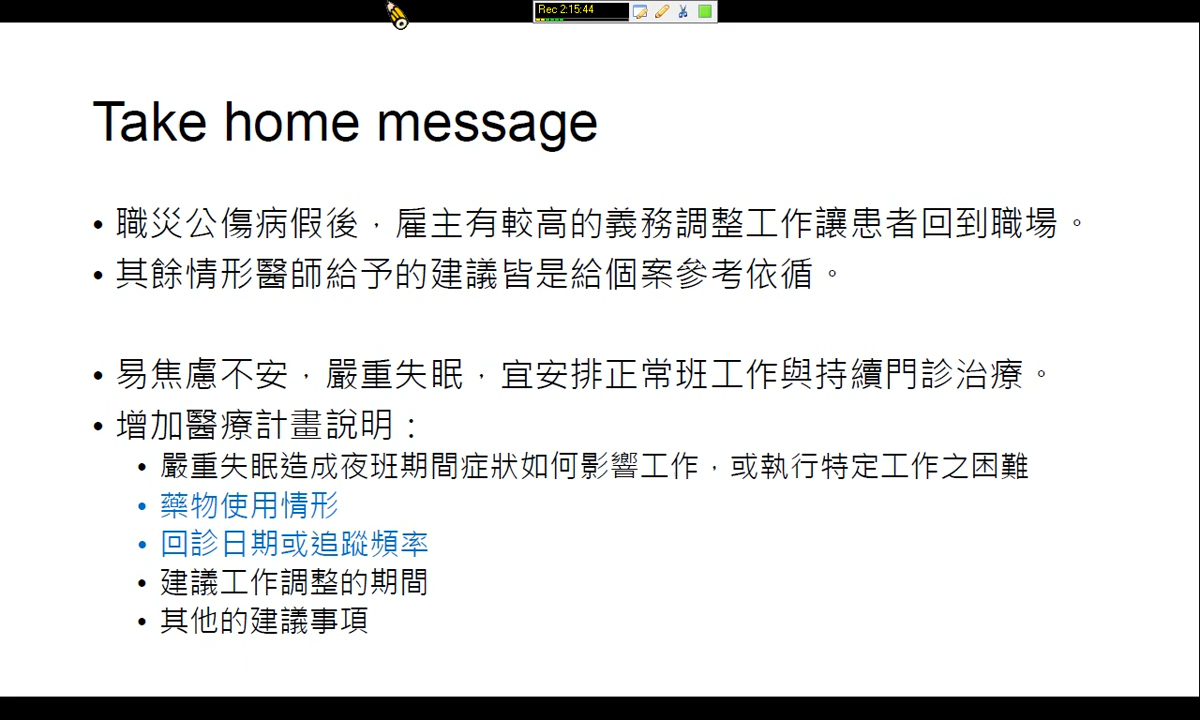 Rec 2:15:44
Take home message
• 職災公傷病假後，雇主有較高的義務調整工作讓患者回到職場。
• 其餘情形醫師給予的建議皆是給個案參考依循。
• 易焦慮不安，嚴重失眠，宜安排正常班工作與持續門診治療。
• 增加醫療計畫說明：
• 嚴重失眠造成夜班期間症狀如何影響工作，或執行特定工作之困難
• 藥物使用情形
• 回診日期或追蹤頻率
• 建議工作調整的期間
• 其他的建議事項